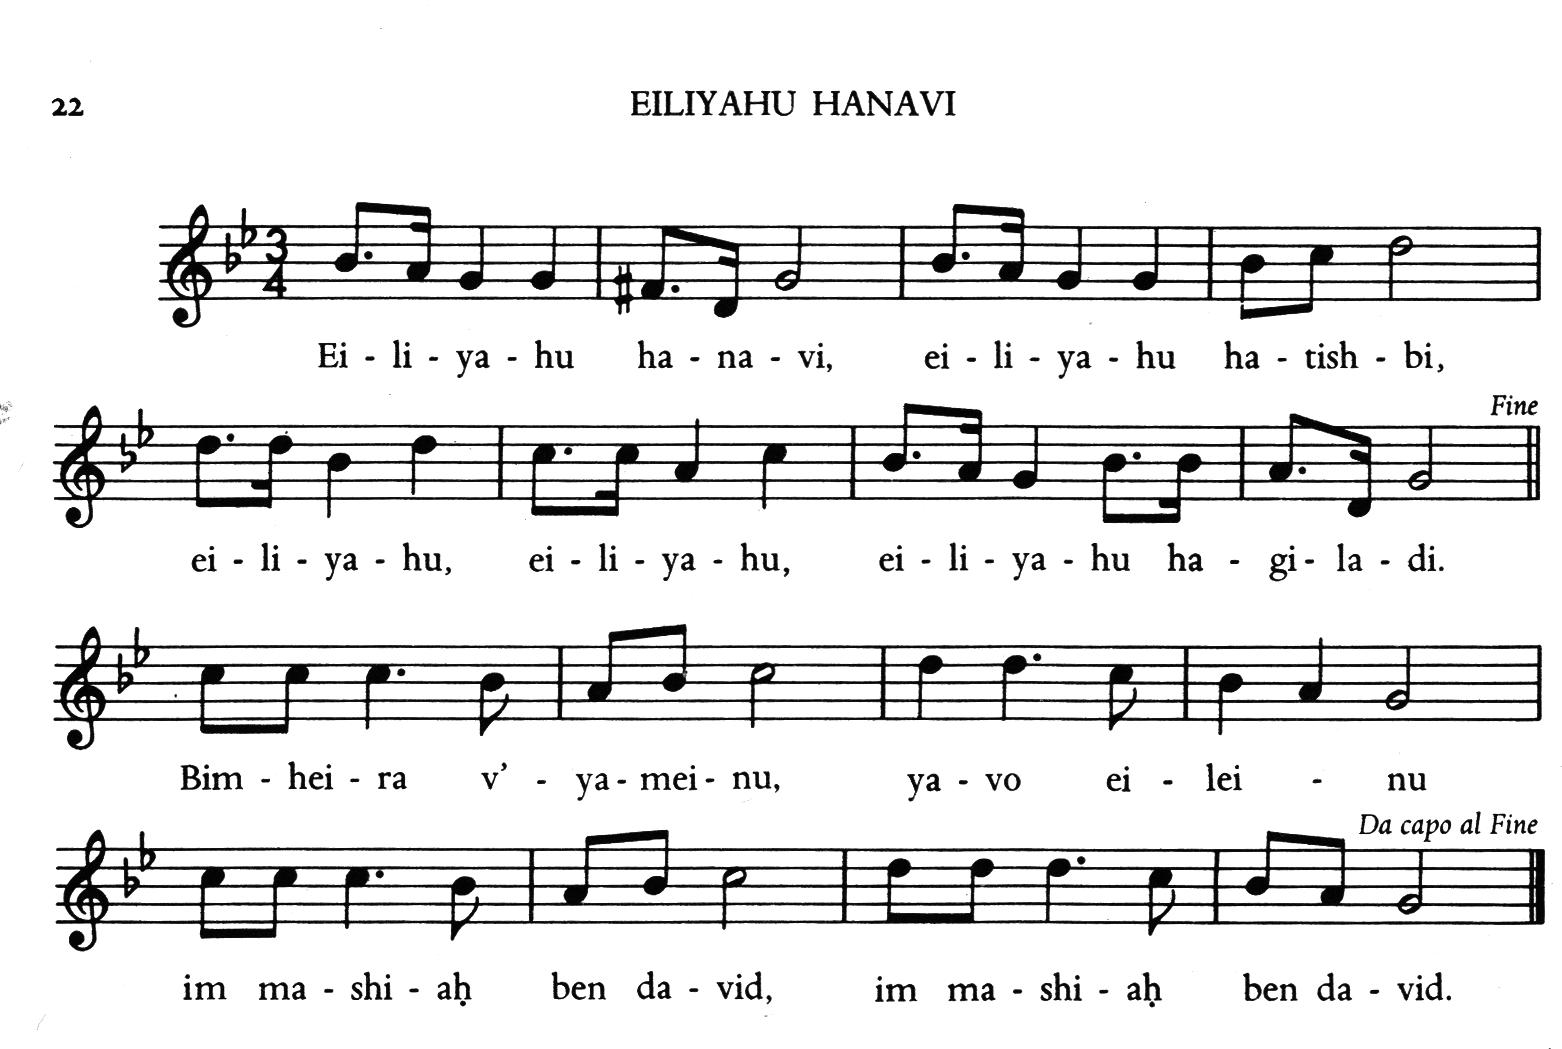 22
EILIYAHU HANAVI
3
4
Ei - li - ya - hu ha - na - vi, ei - li - ya - hu ha - tish - bi,
Fine
ei - li - ya - hu, ei - li - ya - hu, ei - li - ya - hu ha - gi - la - di.
Bim - hei - ra v' - ya - mei - nu, ya - vo ei - lei - nu
Da capo al Fine
im ma - shi - aḥ ben da - vid, im ma - shi - aḥ ben da - vid.